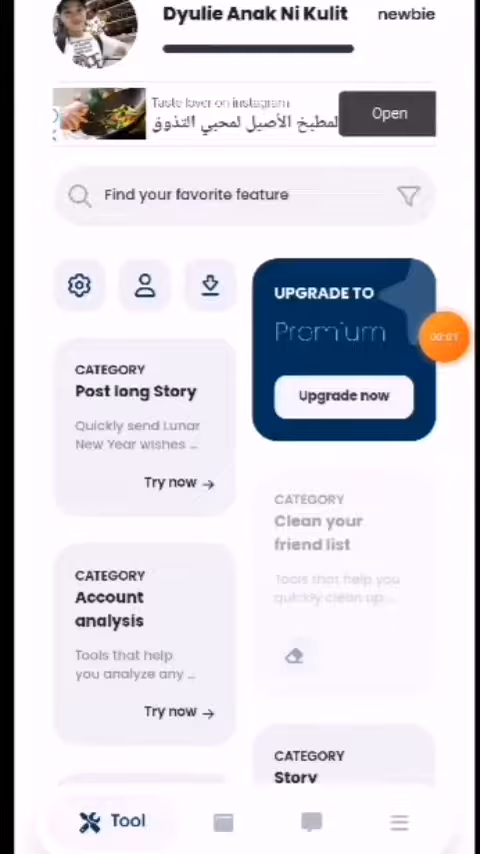 Dyulie Anak Ni Kulit
newbie
Taste lover on instagram
لمطبخ الأصيل لمحبي التذوق
Open
Find your favorite feature
UPGRADE TO
Premium
Upgrade now
00:01
CATEGORY
Post long Story
Quickly send Lunar
New Year wishes ...
Try now →
CATEGORY
Clean your
friend list
Tools that help you
quickly clean up ...
CATEGORY
Account
analysis
Tools that help
you analyze any ...
Try now →
CATEGORY
Story
Tool